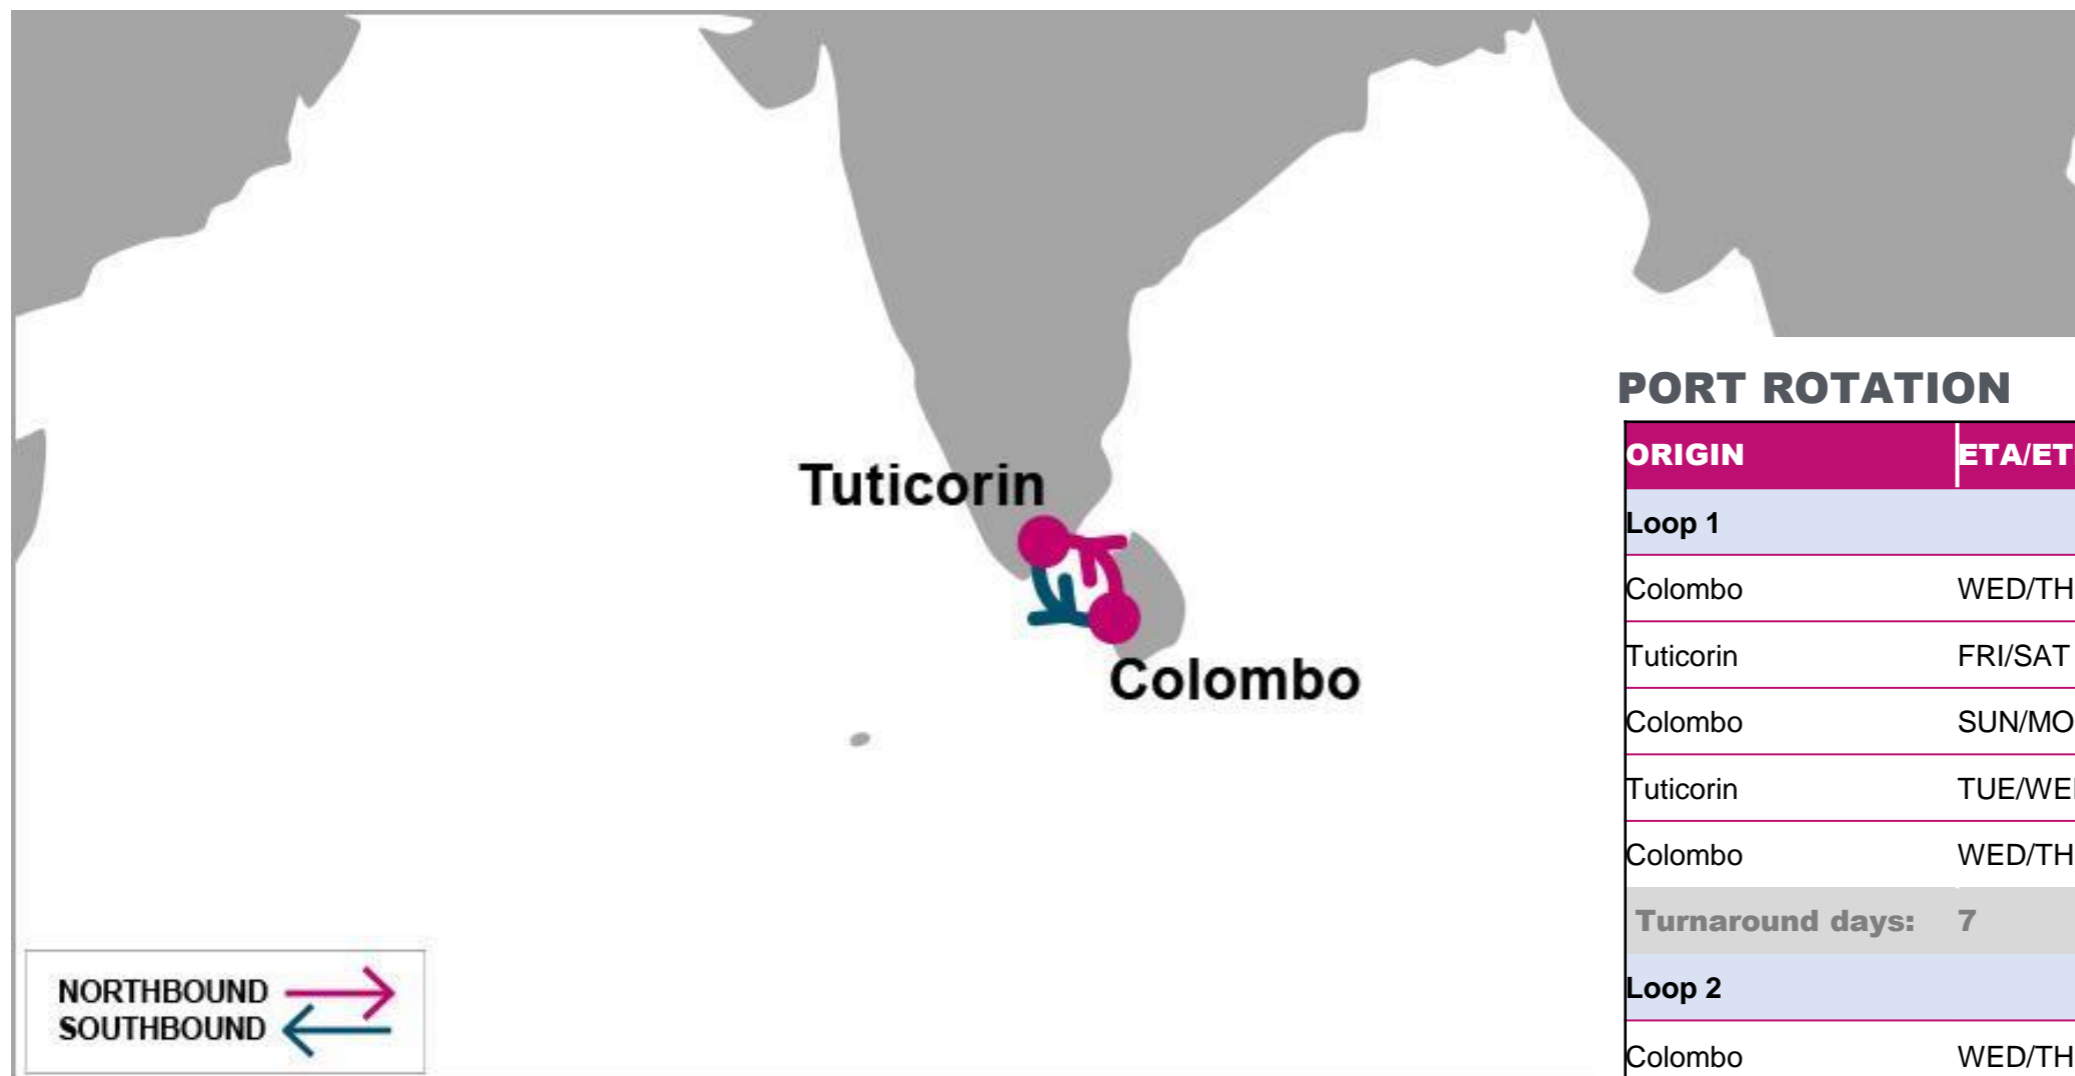 Tuticorin
Colombo
NORTHBOUND
SOUTHBOUND
PORT ROTATION
ORIGIN ETA/ET
Loop 1
Colombo WED/TH
Tuticorin FRI/SAT
Colombo SUN/MO
Tuticorin TUE/WE
Colombo WED/TH
Turnaround days: 7
Loop 2
Colombo WED/TH